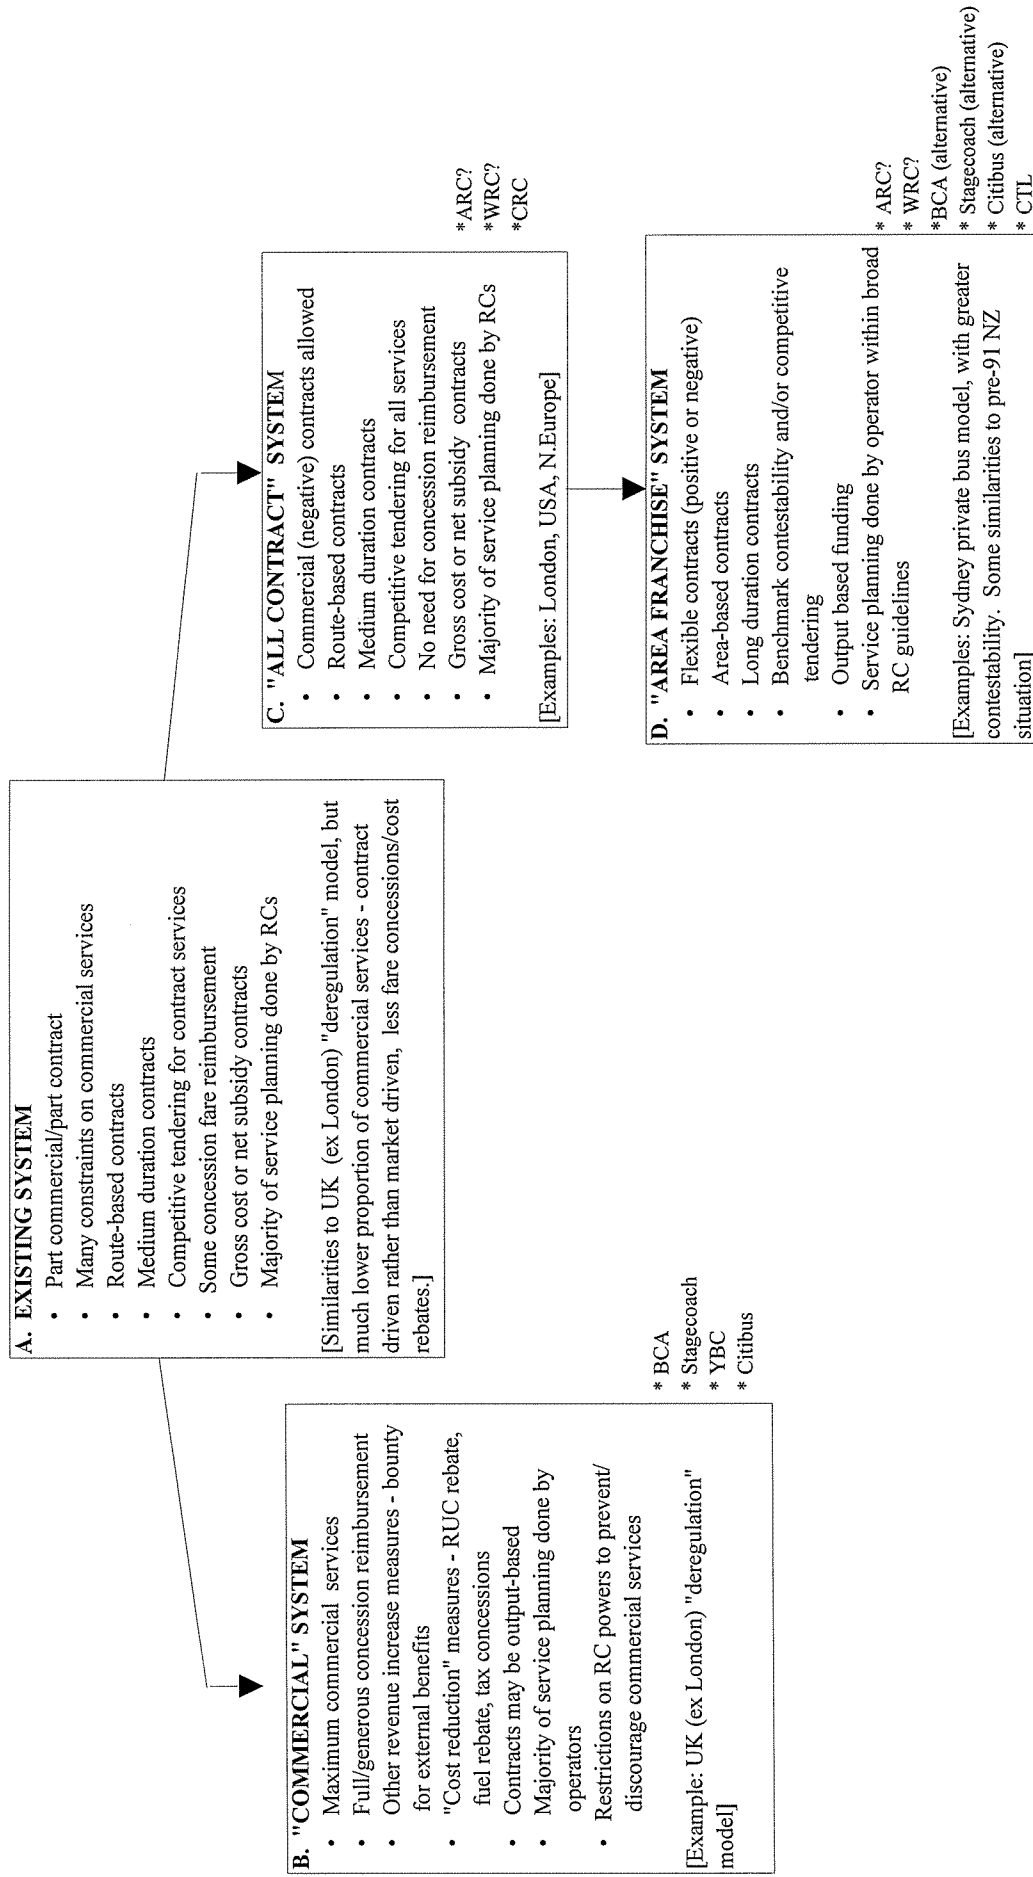 A. EXISTING SYSTEM
• Part commercial/part contract
• Many constraints on commercial services
• Route-based contracts
• Medium duration contracts
• Competitive tendering for contract services
• Some concession fare reimbursement
• Gross cost or net subsidy contracts
• Majority of service planning done by RCs
[Similarities to UK (ex London) "deregulation" model, but
much lower proportion of commercial services - contract
driven rather than market driven, less fare concessions/cost
rebates.]
B. "COMMERCIAL" SYSTEM
• Maximum commercial services
• Full/generous concession reimbursement
• Other revenue increase measures - bounty
for external benefits
• "Cost reduction" measures - RUC rebate,
fuel rebate, tax concessions
• Contracts may be output-based
• Majority of service planning done by
operators
• Restrictions on RC powers to prevent/
discourage commercial services
[Example: UK (ex London) "deregulation"
model]
* BCA
* Stagecoach
* YBC
* Citibus
C. "ALL CONTRACT" SYSTEM
• Commercial (negative) contracts allowed
• Route-based contracts
• Medium duration contracts
• Competitive tendering for all services
• No need for concession reimbursement
• Gross cost or net subsidy contracts
• Majority of service planning done by RCs
[Examples: London, USA, N.Europe]
*ARC?
*WRC?
*CRC
D. "AREA FRANCHISE" SYSTEM
• Flexible contracts (positive or negative)
• Area-based contracts
• Long duration contracts
• Benchmark contestability and/or competitive
tendering
• Output based funding
• Service planning done by operator within broad
RC guidelines
[Examples: Sydney private bus model, with greater
contestability. Some similarities to pre-91 NZ
situation]
* ARC?
* WRC?
*BCA (alternative)
* Stagecoach (alternative)
* Citibus (alternative)
* CTL